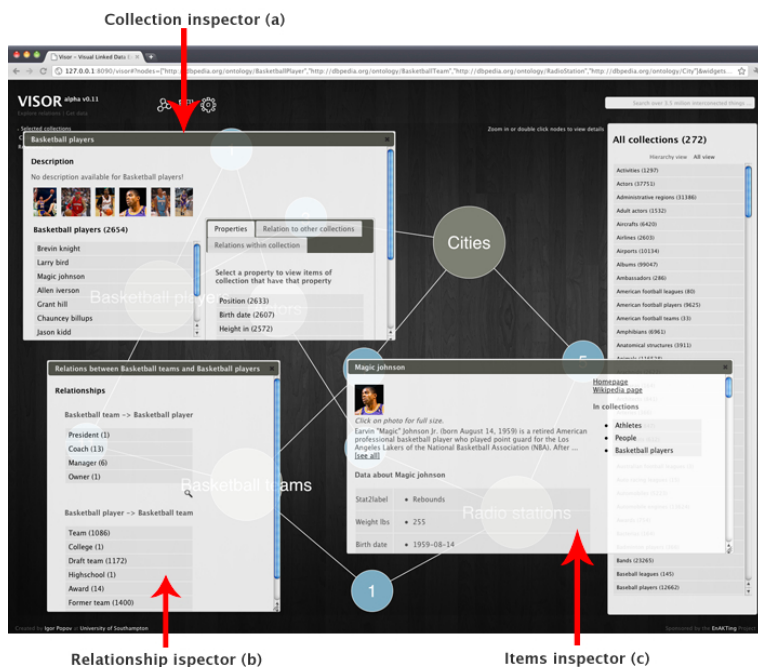 Collection inspector (a)
Visor – Visual Linked Data (
127.0.0.1:8090/visor#?nodes=["http://dbpedia.org/ontology/BasketballPlayer","http://dbpedia.org/ontology/BasketballTeam","http://dbpedia.org/ontology/RadioStation","http://dbpedia.org/ontology/City"]&widgets...
VISOR alpha v0.11
Explore relations | Get data
Search over 3.5 million interconnected things...
- Selected collections
Zoom in or double click nodes to view details
Basketball players
Description
No description available for Basketball players!
Basketball players (2654)
Brevin knight
Larry bird
Magic johnson
Allen iverson
Grant hill
Chauncey billups
Jason kidd
Properties
Relation to other collections
Relations within collection
Select a property to view items of
collection that have that property
Position (2633)
Birth date (2607)
Height in (2572)
Cities
5
All collections (272)
Hierarchy view All view
Activities (1297)
Actors (37751)
Administrative regions (31386)
Adult actors (1532)
Aircrafts (6420)
Airlines (2603)
Airports (10134)
Albums (99047)
Ambassadors (286)
American football leagues (80)
American football players (9625)
American football teams (33)
Amphibians (6961)
Anatomical structures (3911)
Bands (23265)
Baseball leagues (145)
Baseball players (12662)
Relations between Basketball teams and Basketball players
Relationships
Basketball team -> Basketball player
President (1)
Coach (13)
Manager (6)
Owner (1)
Basketball player -> Basketball team
Team (1086)
College (1)
Draft team (1172)
Highschool (1)
Award (14)
Former team (1400)
Basketball teams
Magic johnson
Click on photo for full size.
Earvin "Magic" Johnson Jr. (born August 14, 1959) is a retired American
professional basketball player who played point guard for the Los
Angeles Lakers of the National Basketball Association (NBA). After ...
[see all]
Homepage
Wikipedia page
In collections
• Athletes
• People
• Basketball players
Data about Magic johnson
Stat2label • Rebounds
Weight lbs • 255
Birth date • 1959-08-14
Radio stations
1
Created by Igor Popov at University of Southampton
Sponsored by the EnAKTing Project
Relationship ispector (b)
Items inspector (c)